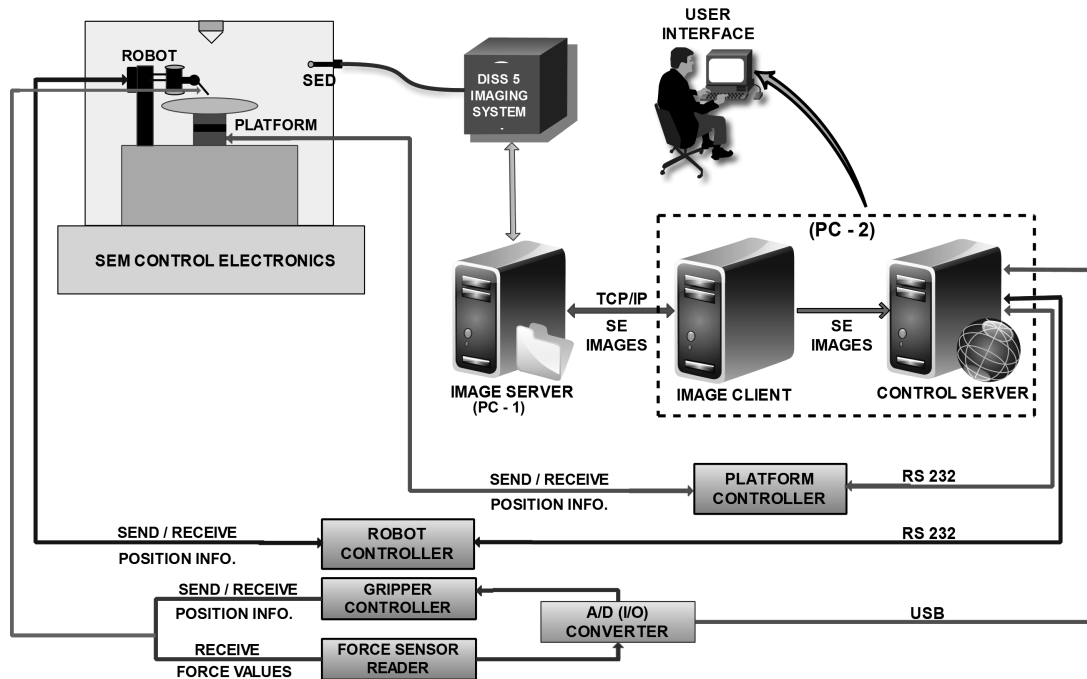 USER
INTERFACE
ROBOT
SED
DISS 5
IMAGING
SYSTEM
PLATFORM
SEM CONTROL ELECTRONICS
(PC - 2)
TCP/IP
SE
IMAGES
SE
IMAGES
IMAGE SERVER
(PC - 1)
IMAGE CLIENT
CONTROL SERVER
SEND / RECEIVE
POSITION INFO.
PLATFORM
CONTROLLER
RS 232
SEND / RECEIVE
POSITION INFO.
ROBOT
CONTROLLER
RS 232
SEND / RECEIVE
POSITION INFO.
GRIPPER
CONTROLLER
A/D (I/O)
CONVERTER
USB
RECEIVE
FORCE VALUES
FORCE SENSOR
READER